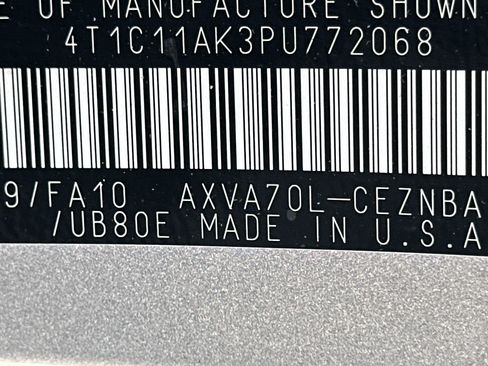 E OF MANUFACTURE SHOWN
4T1C11AK3PU772068
9/FA10 AXVA70L-CEZNBA
/UB80E MADE IN U.S.A